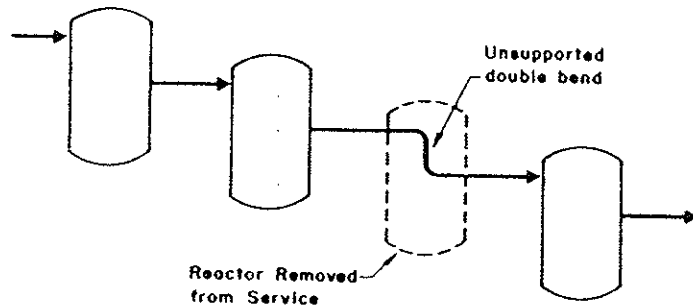 Unsupported
double bend
Reactor Removed
from Service